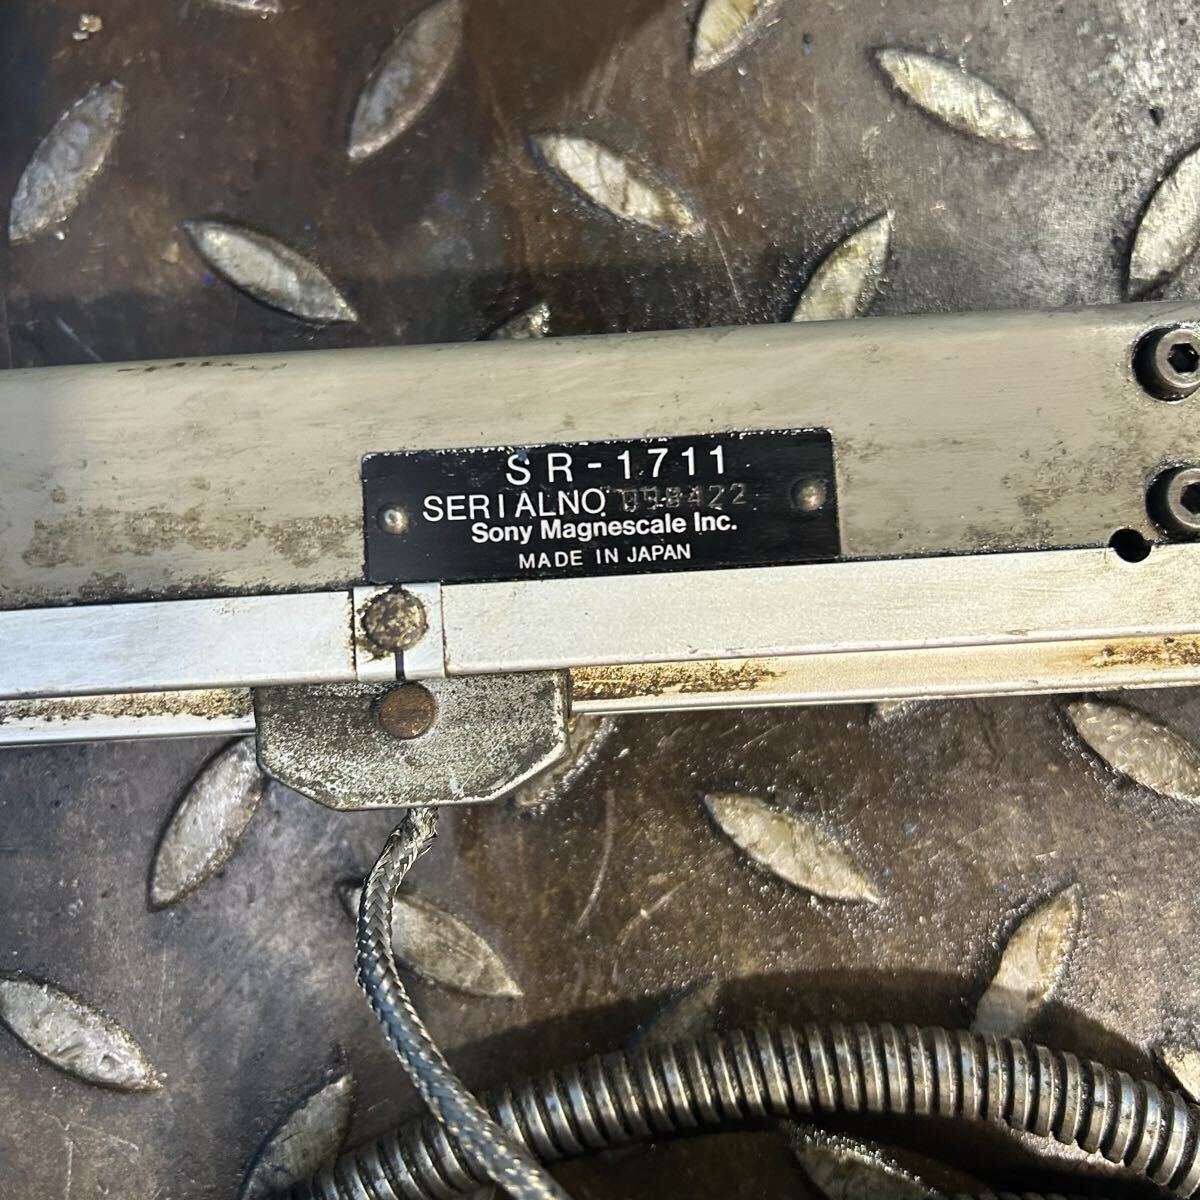 SR-1711
SERIALNO.
Sony Magnescale Inc.
MADE IN JAPAN